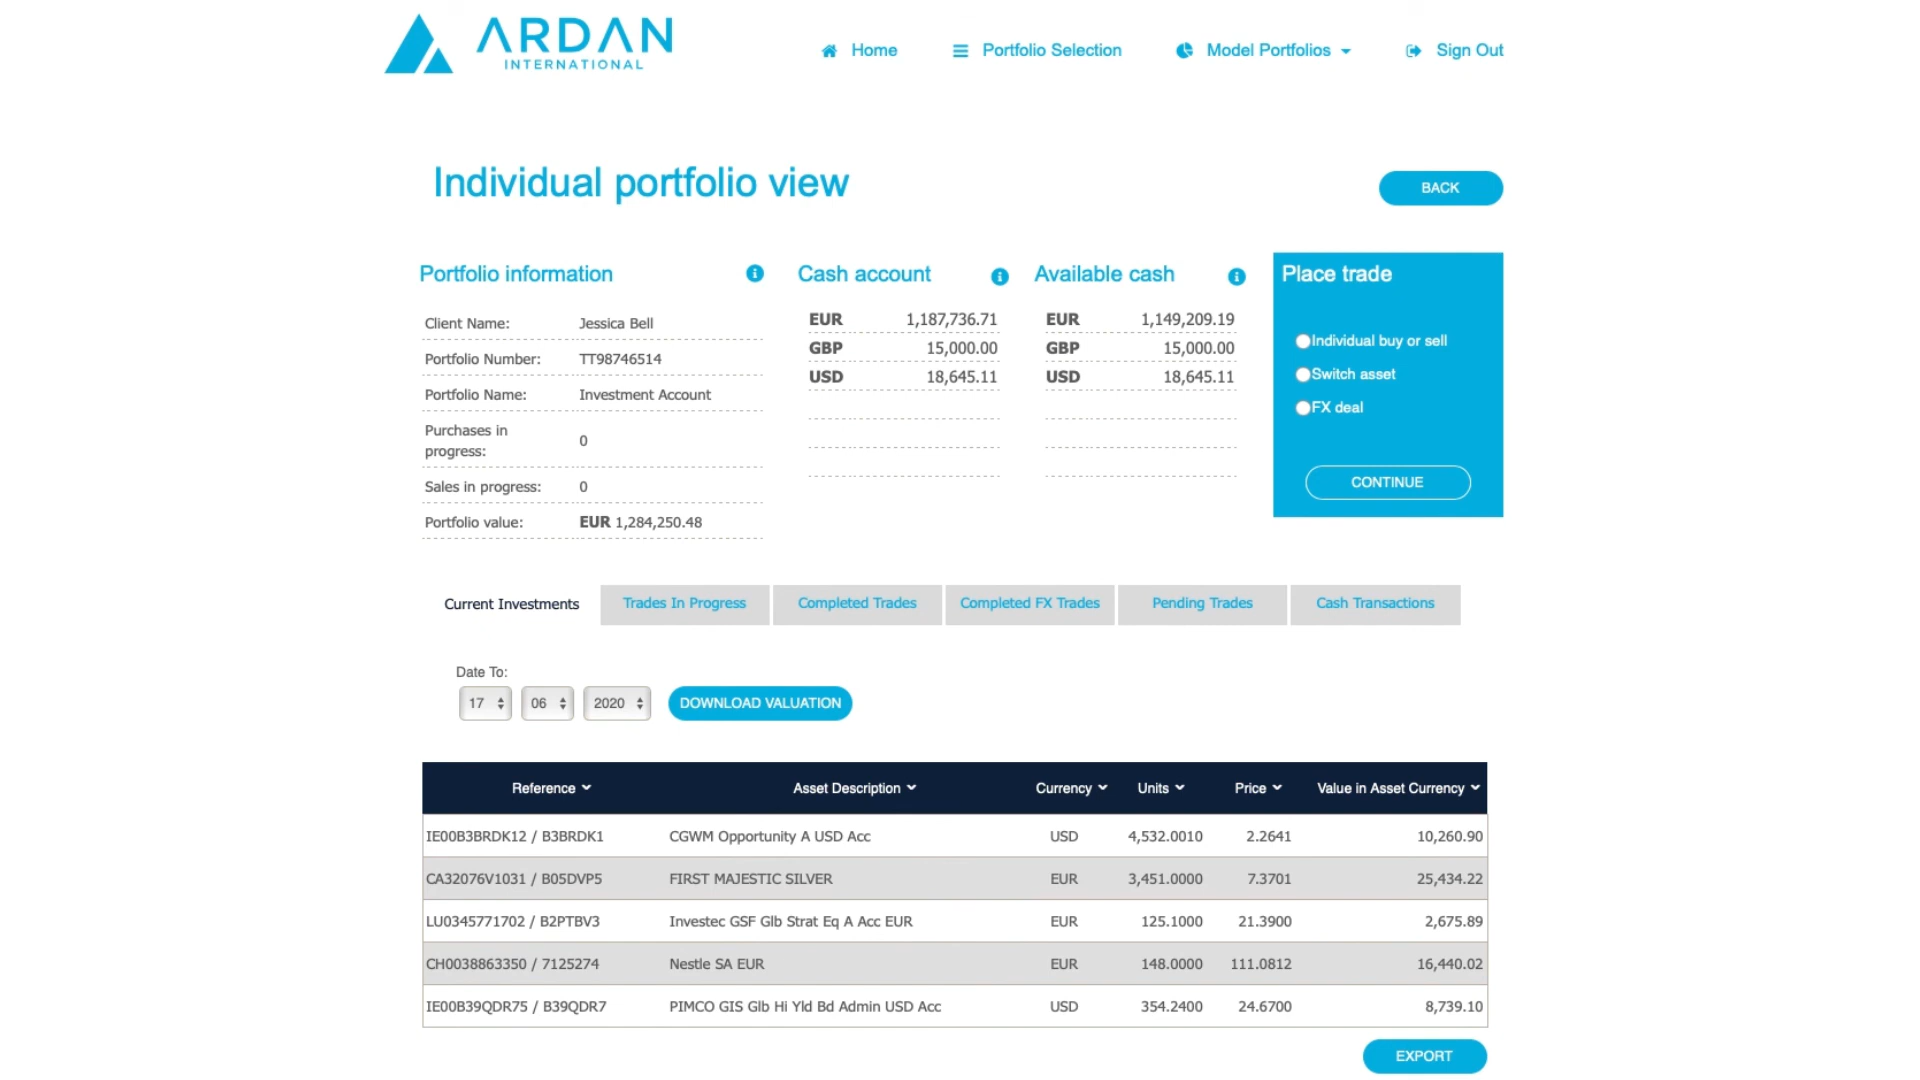 ARDAN
INTERNATIONAL
Home
Portfolio Selection
Model Portfolios
Sign Out
Individual portfolio view
BACK
Portfolio information
Client Name: Jessica Bell
Portfolio Number: TT98746514
Portfolio Name: Investment Account
Purchases in
progress: 0
Sales in progress: 0
Portfolio value: EUR 1,284,250.48
Cash account
EUR 1,187,736.71
GBP 15,000.00
USD 18,645.11
Available cash
EUR 1,149,209.19
GBP 15,000.00
USD 18,645.11
Place trade
Individual buy or sell
Switch asset
FX deal
CONTINUE
Current Investments
Trades In Progress
Completed Trades
Completed FX Trades
Pending Trades
Cash Transactions
Date To:
17 06 2020 DOWNLOAD VALUATION
Reference Asset Description Currency Units Price Value in Asset Currency
IE00B3BRDK12 / B3BRDK1 CGWM Opportunity A USD Acc USD 4,532.0010 2.2641 10,260.90
CA32076V1031 / B05DVP5 FIRST MAJESTIC SILVER EUR 3,451.0000 7.3701 25,434.22
LU0345771702 / B2PTBV3 Investec GSF Glb Strat Eq A Acc EUR EUR 125.1000 21.3900 2,675.89
CH0038863350 / 7125274 Nestle SA EUR EUR 148.0000 111.0812 16,440.02
IE00B39QDR75 / B39QDR7 PIMCO GIS Glb Hi Yld Bd Admin USD Acc USD 354.2400 24.6700 8,739.10
EXPORT